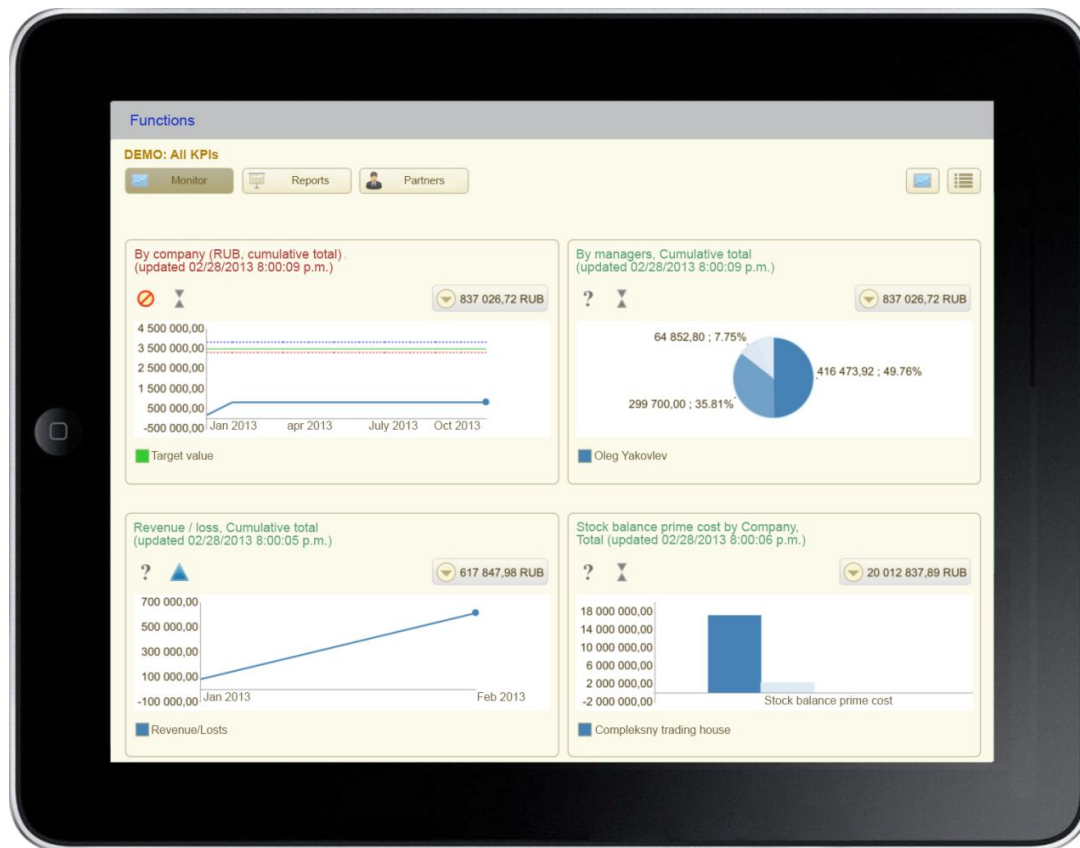 Functions
DEMO: All KPIs
Monitor
Reports
Partners
By company (RUB, cumulative total)
(updated 02/28/2013 8:00:09 p.m.)
837 026,72 RUB
4 500 000,00
3 500 000,00
2 500 000,00
1 500 000,00
500 000,00
-500 000,00
Jan 2013 apr 2013 July 2013 Oct 2013
Target value
By managers, Cumulative total
(updated 02/28/2013 8:00:09 p.m.)
?
837 026,72 RUB
64 852,80 ; 7.75%
416 473,92 ; 49.76%
299 700,00 ; 35.81%
Oleg Yakovlev
Revenue / loss, Cumulative total
(updated 02/28/2013 8:00:05 p.m.)
?
617 847,98 RUB
700 000,00
500 000,00
300 000,00
100 000,00
-100 000,00
Jan 2013 Feb 2013
Revenue/Losts
Stock balance prime cost by Company,
Total (updated 02/28/2013 8:00:06 p.m.)
?
20 012 837,89 RUB
18 000 000,00
14 000 000,00
10 000 000,00
6 000 000,00
2 000 000,00
-2 000 000,00
Stock balance prime cost
Compleksny trading house